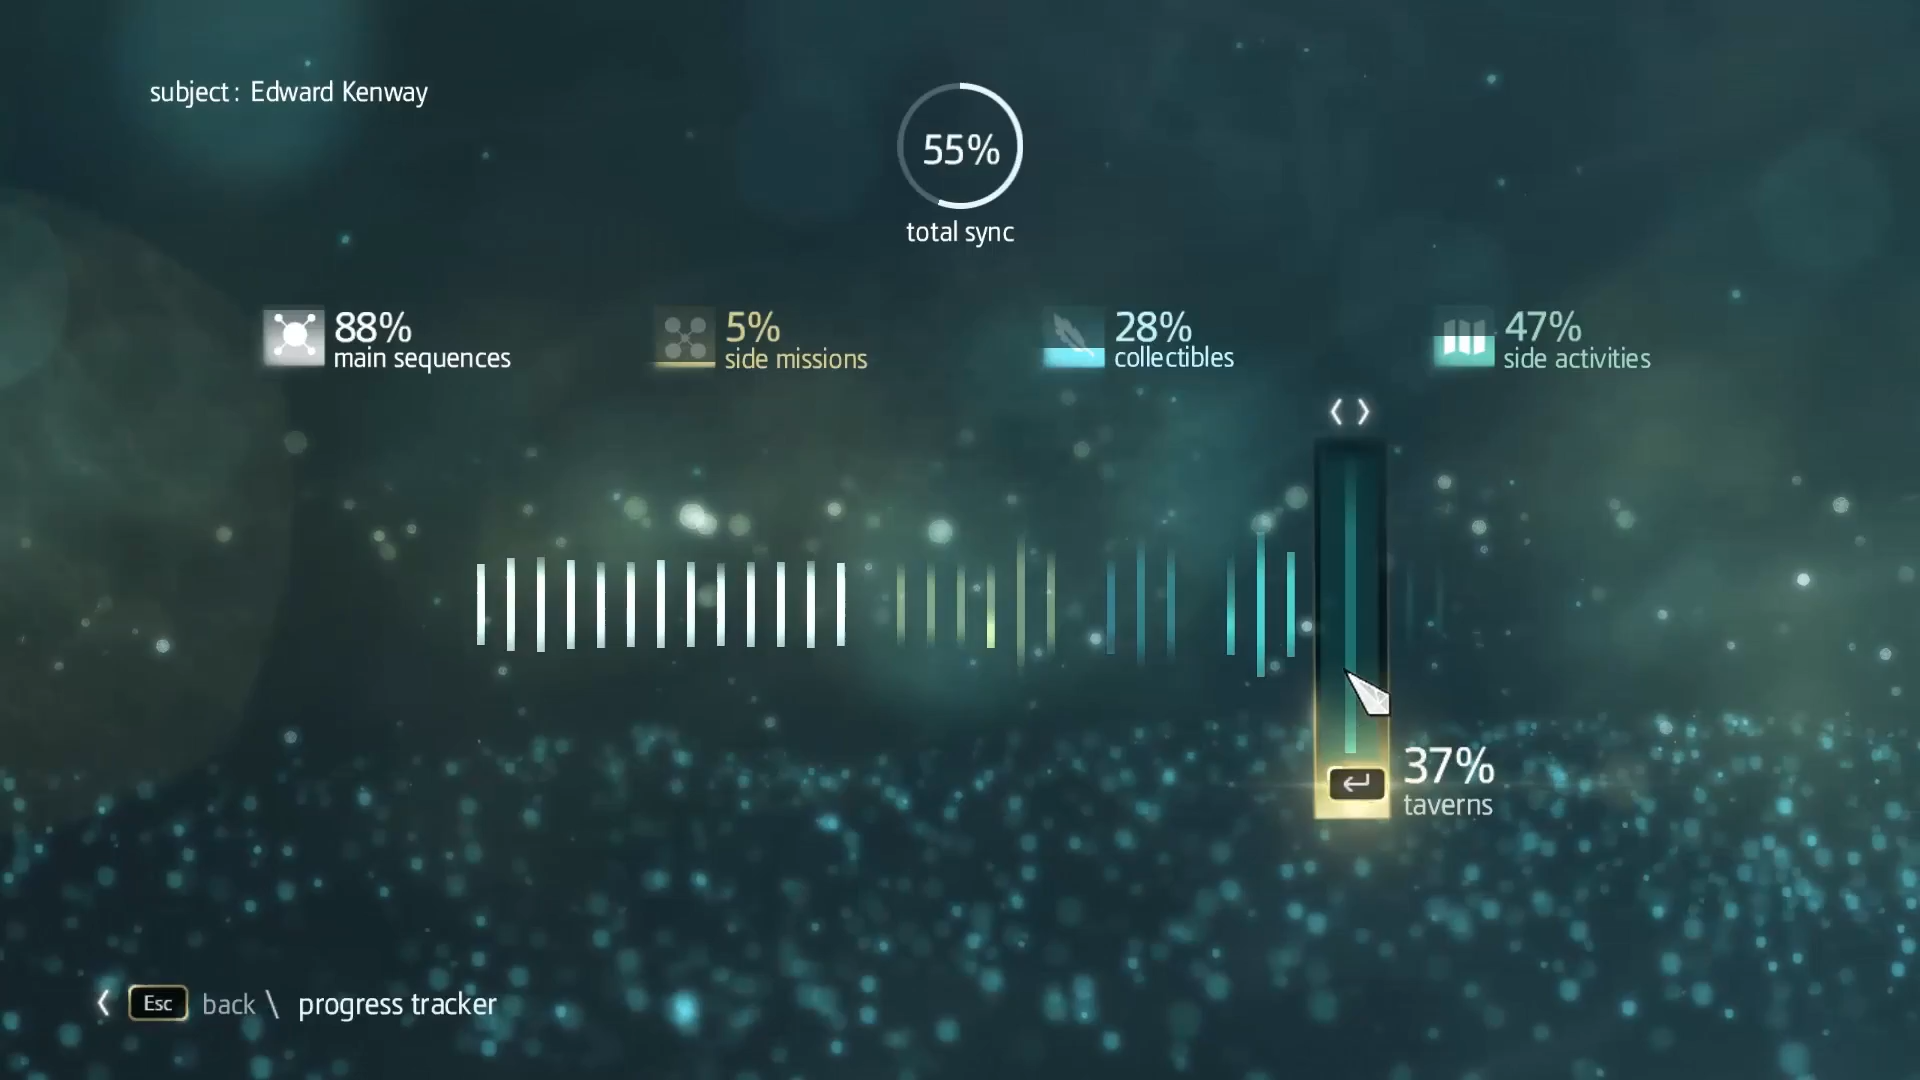 subject: Edward Kenway
55%
total sync
88%
main sequences
5%
side missions
28%
collectibles
47%
side activities
37%
taverns
Esc back \ progress tracker